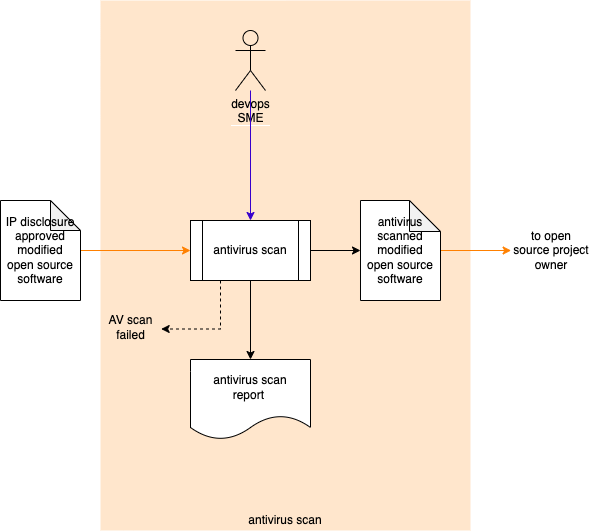 devops
SME
IP disclosure
approved
modified
open source
software
antivirus scan
antivirus
scanned
modified
open source
software
to open
source project
owner
AV scan
failed
antivirus scan
report
antivirus scan